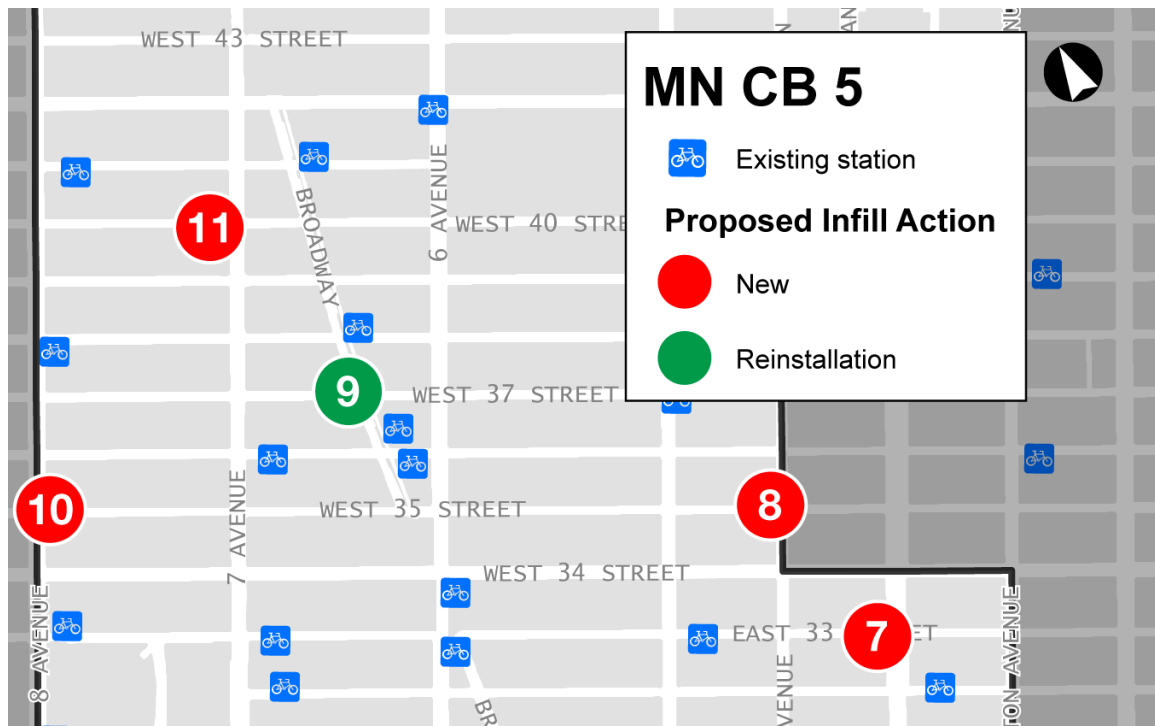 WEST 43 STREET
MN CB 5
Existing station
Proposed Infill Action
New
Reinstallation
11
BROADWAY
6 AVENUE
WEST 40
9
WEST 37 STREET
10
7 AVENUE
WEST 35 STREET
8
WEST 34 STREET
8 AVENUE
EAST 33
7
AVENUE
AVENUE